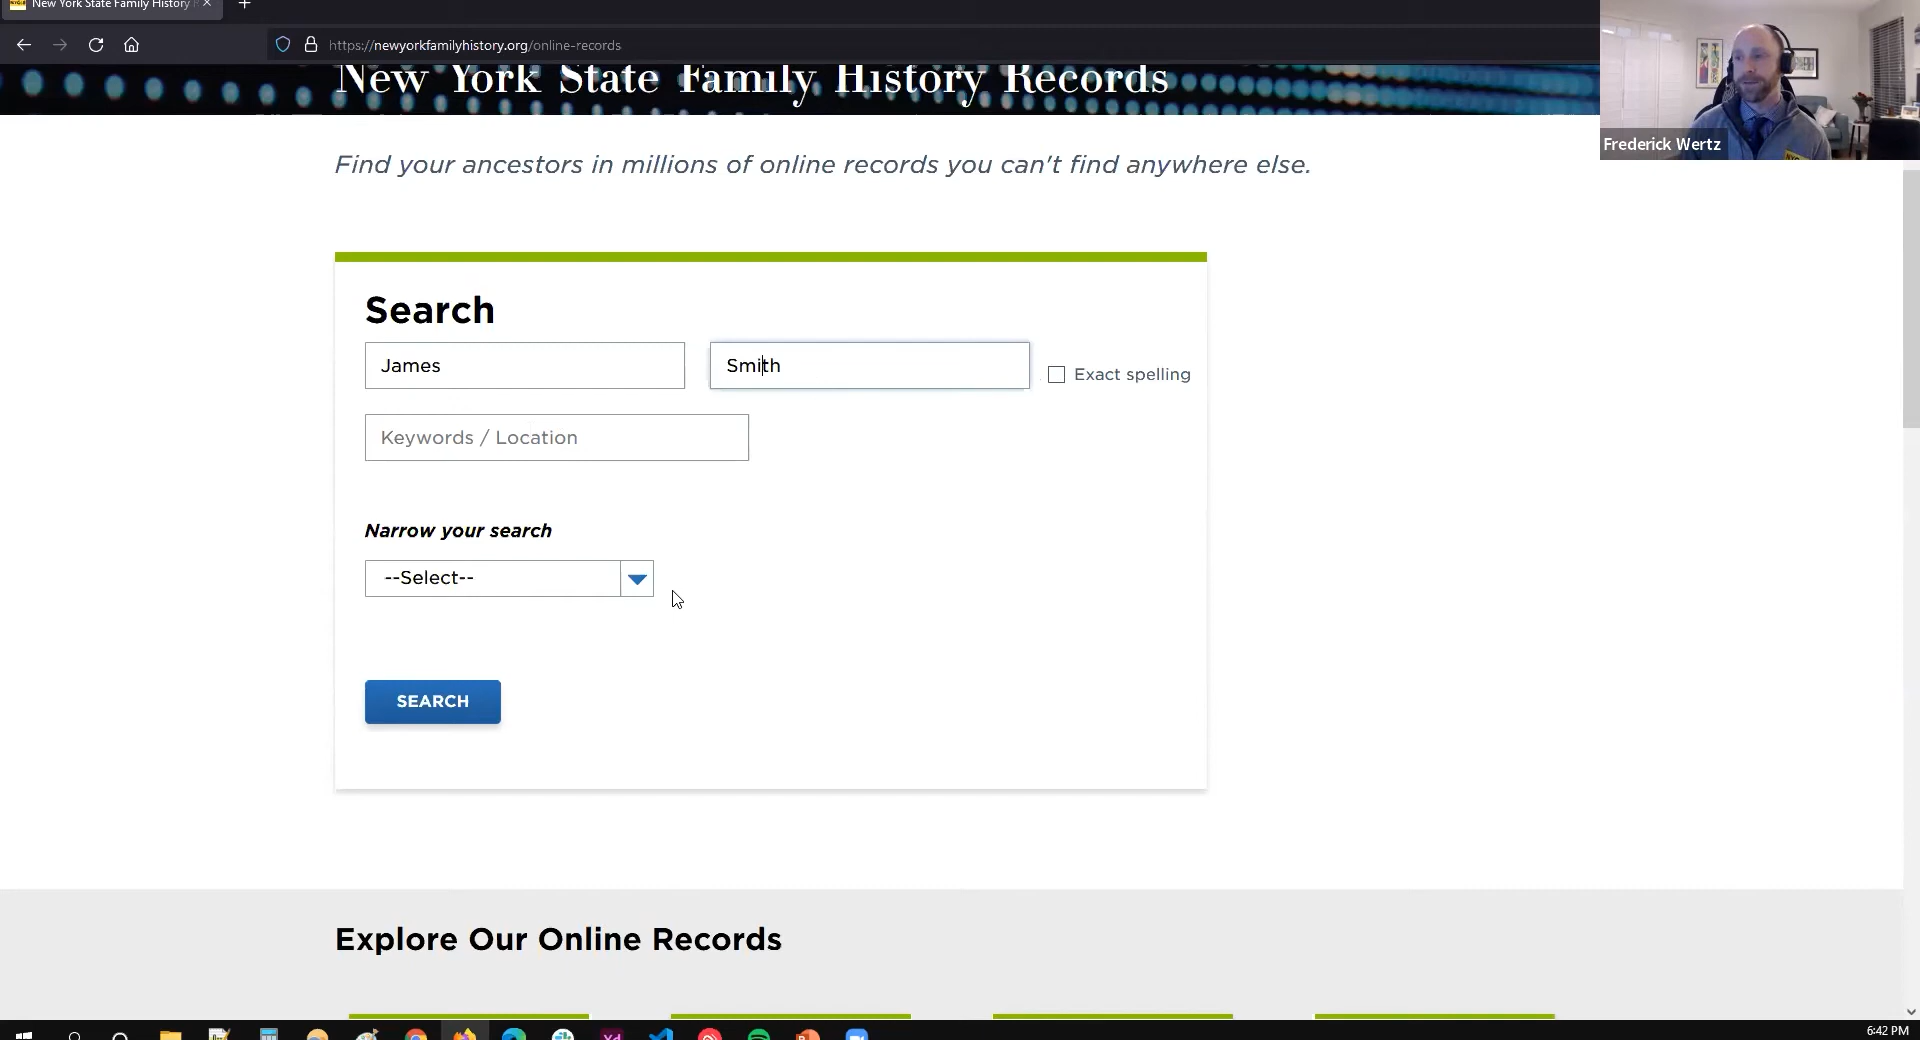 New York State Family History
https://newyorkfamilyhistory.org/online-records
New York State Family History Records
Frederick Wertz
Find your ancestors in millions of online records you can't find anywhere else.
Search
James
Smith
Exact spelling
Keywords / Location
Narrow your search
--Select--
SEARCH
Explore Our Online Records
Xd
6:42 PM